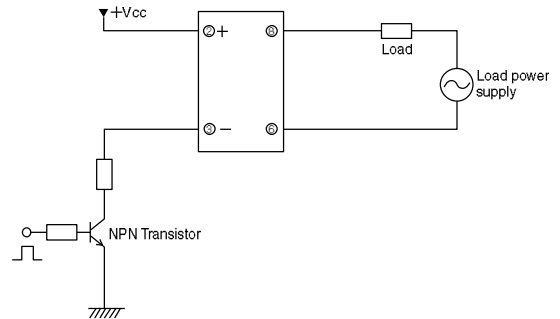 +Vcc
② +
⑧
Load
Load power
supply
③ −
⑥
NPN Transistor